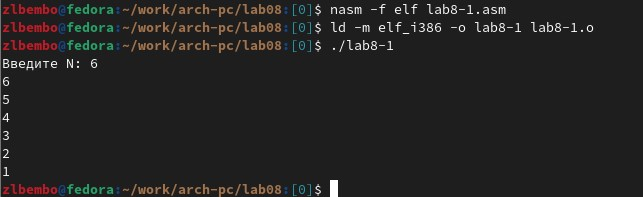 zlbembo@fedora:~/work/arch-pc/lab08:[0]$ nasm -f elf lab8-1.asm
zlbembo@fedora:~/work/arch-pc/lab08:[0]$ ld -m elf_i386 -o lab8-1 lab8-1.o
zlbembo@fedora:~/work/arch-pc/lab08:[0]$ ./lab8-1
Введите N: 6
6
5
4
3
2
1
zlbembo@fedora:~/work/arch-pc/lab08:[0]$